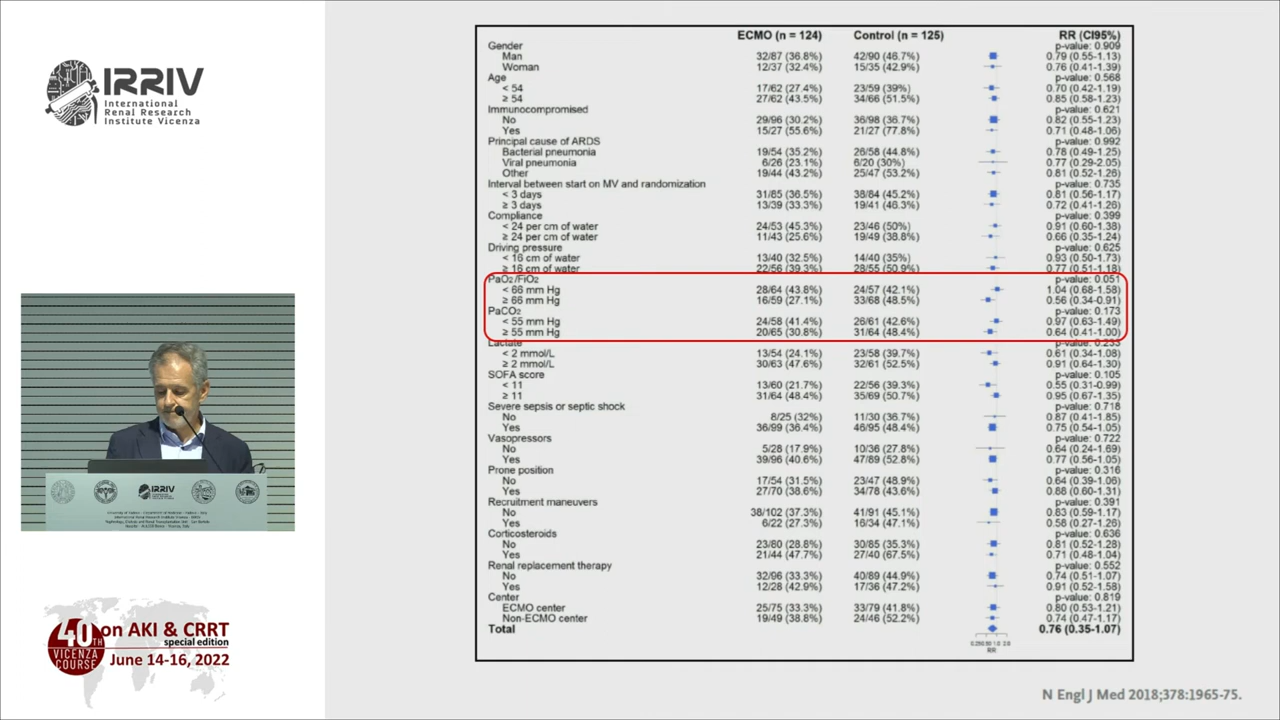 IRRIV
International
Renal Research
Institute Vicenza
ECMO (n = 124) Control (n = 125) RR (CI95%)
Gender p-value: 0.909
Man 32/87 (36.8%) 42/90 (46.7%) 0.79 (0.55-1.13)
Woman 12/37 (32.4%) 15/35 (42.9%) 0.76 (0.41-1.39)
Age p-value: 0.568
< 54 17/62 (27.4%) 23/59 (39%) 0.70 (0.42-1.19)
≥ 54 27/62 (43.5%) 34/66 (51.5%) 0.85 (0.58-1.23)
Immunocompromised p-value: 0.621
No 29/96 (30.2%) 36/98 (36.7%) 0.82 (0.55-1.23)
Yes 15/27 (55.6%) 21/27 (77.8%) 0.71 (0.48-1.06)
Principal cause of ARDS p-value: 0.992
Bacterial pneumonia 19/54 (35.2%) 26/58 (44.8%) 0.78 (0.49-1.25)
Viral pneumonia 6/26 (23.1%) 6/20 (30%) 0.77 (0.29-2.05)
Other 19/44 (43.2%) 25/47 (53.2%) 0.81 (0.52-1.26)
Interval between start on MV and randomization p-value: 0.735
< 3 days 31/85 (36.5%) 38/84 (45.2%) 0.81 (0.56-1.17)
≥ 3 days 13/39 (33.3%) 19/41 (46.3%) 0.72 (0.41-1.26)
Compliance p-value: 0.399
< 24 per cm of water 24/53 (45.3%) 23/46 (50%) 0.91 (0.60-1.38)
≥ 24 per cm of water 11/43 (25.6%) 19/49 (38.8%) 0.66 (0.35-1.24)
Driving pressure p-value: 0.625
< 16 cm of water 13/40 (32.5%) 14/40 (35%) 0.93 (0.50-1.73)
≥ 16 cm of water 22/56 (39.3%) 28/55 (50.9%) 0.77 (0.51-1.18)
PaO₂/FiO₂ p-value: 0.051
< 66 mm Hg 28/64 (43.8%) 24/57 (42.1%) 1.04 (0.68-1.58)
≥ 66 mm Hg 16/59 (27.1%) 33/68 (48.5%) 0.56 (0.34-0.91)
PaCO₂ p-value: 0.173
< 55 mm Hg 24/58 (41.4%) 26/61 (42.6%) 0.97 (0.63-1.49)
≥ 55 mm Hg 20/65 (30.8%) 31/64 (48.4%) 0.64 (0.41-1.00)
Lactate p-value: 0.233
< 2 mmol/L 13/54 (24.1%) 23/58 (39.7%) 0.61 (0.34-1.08)
≥ 2 mmol/L 30/63 (47.6%) 32/61 (52.5%) 0.91 (0.64-1.30)
SOFA score p-value: 0.105
< 11 13/60 (21.7%) 22/56 (39.3%) 0.55 (0.31-0.99)
≥ 11 31/64 (48.4%) 35/69 (50.7%) 0.95 (0.67-1.35)
Severe sepsis or septic shock p-value: 0.718
No 8/25 (32%) 11/30 (36.7%) 0.87 (0.41-1.85)
Yes 36/99 (36.4%) 46/95 (48.4%) 0.75 (0.54-1.05)
Vasopressors p-value: 0.722
No 5/28 (17.9%) 10/36 (27.8%) 0.64 (0.24-1.69)
Yes 39/96 (40.6%) 47/89 (52.8%) 0.77 (0.56-1.05)
Prone position p-value: 0.316
No 17/54 (31.5%) 23/47 (48.9%) 0.64 (0.39-1.06)
Yes 27/70 (38.6%) 34/78 (43.6%) 0.88 (0.60-1.31)
Recruitment maneuvers p-value: 0.391
No 38/102 (37.3%) 41/91 (45.1%) 0.83 (0.59-1.17)
Yes 6/22 (27.3%) 16/34 (47.1%) 0.58 (0.27-1.26)
Corticosteroids p-value: 0.636
No 23/80 (28.8%) 30/85 (35.3%) 0.81 (0.52-1.28)
Yes 21/44 (47.7%) 27/40 (67.5%) 0.71 (0.48-1.04)
Renal replacement therapy p-value: 0.552
No 32/96 (33.3%) 40/89 (44.9%) 0.74 (0.51-1.07)
Yes 12/28 (42.9%) 17/36 (47.2%) 0.91 (0.52-1.58)
Center p-value: 0.819
ECMO center 25/75 (33.3%) 33/79 (41.8%) 0.80 (0.53-1.21)
Non-ECMO center 19/49 (38.8%) 24/46 (52.2%) 0.74 (0.47-1.17)
Total 0.76 (0.35-1.07)
RR
IRRIV
40TH
VICENZA
COURSE
on AKI & CRRT
special edition
June 14-16, 2022
N Engl J Med 2018;378:1965-75.